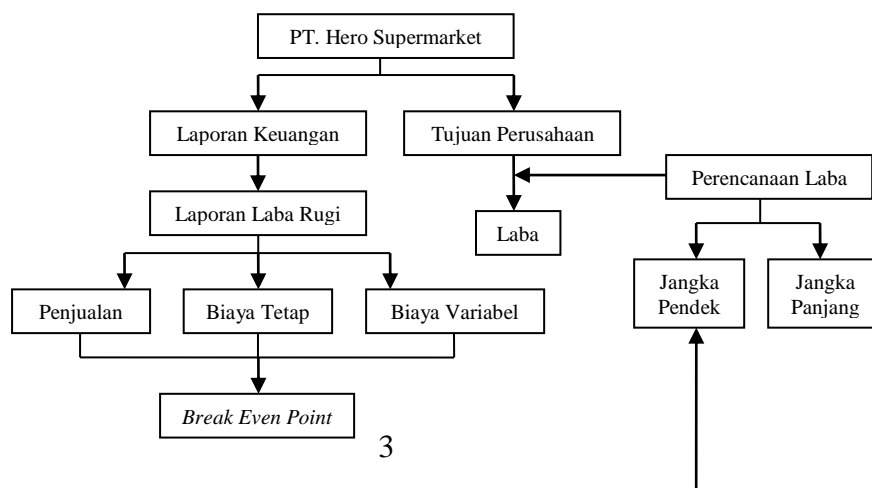 PT. Hero Supermarket
Laporan Keuangan
Tujuan Perusahaan
Perencanaan Laba
Laporan Laba Rugi
Laba
Jangka
Pendek
Jangka
Panjang
Penjualan
Biaya Tetap
Biaya Variabel
Break Even Point
3